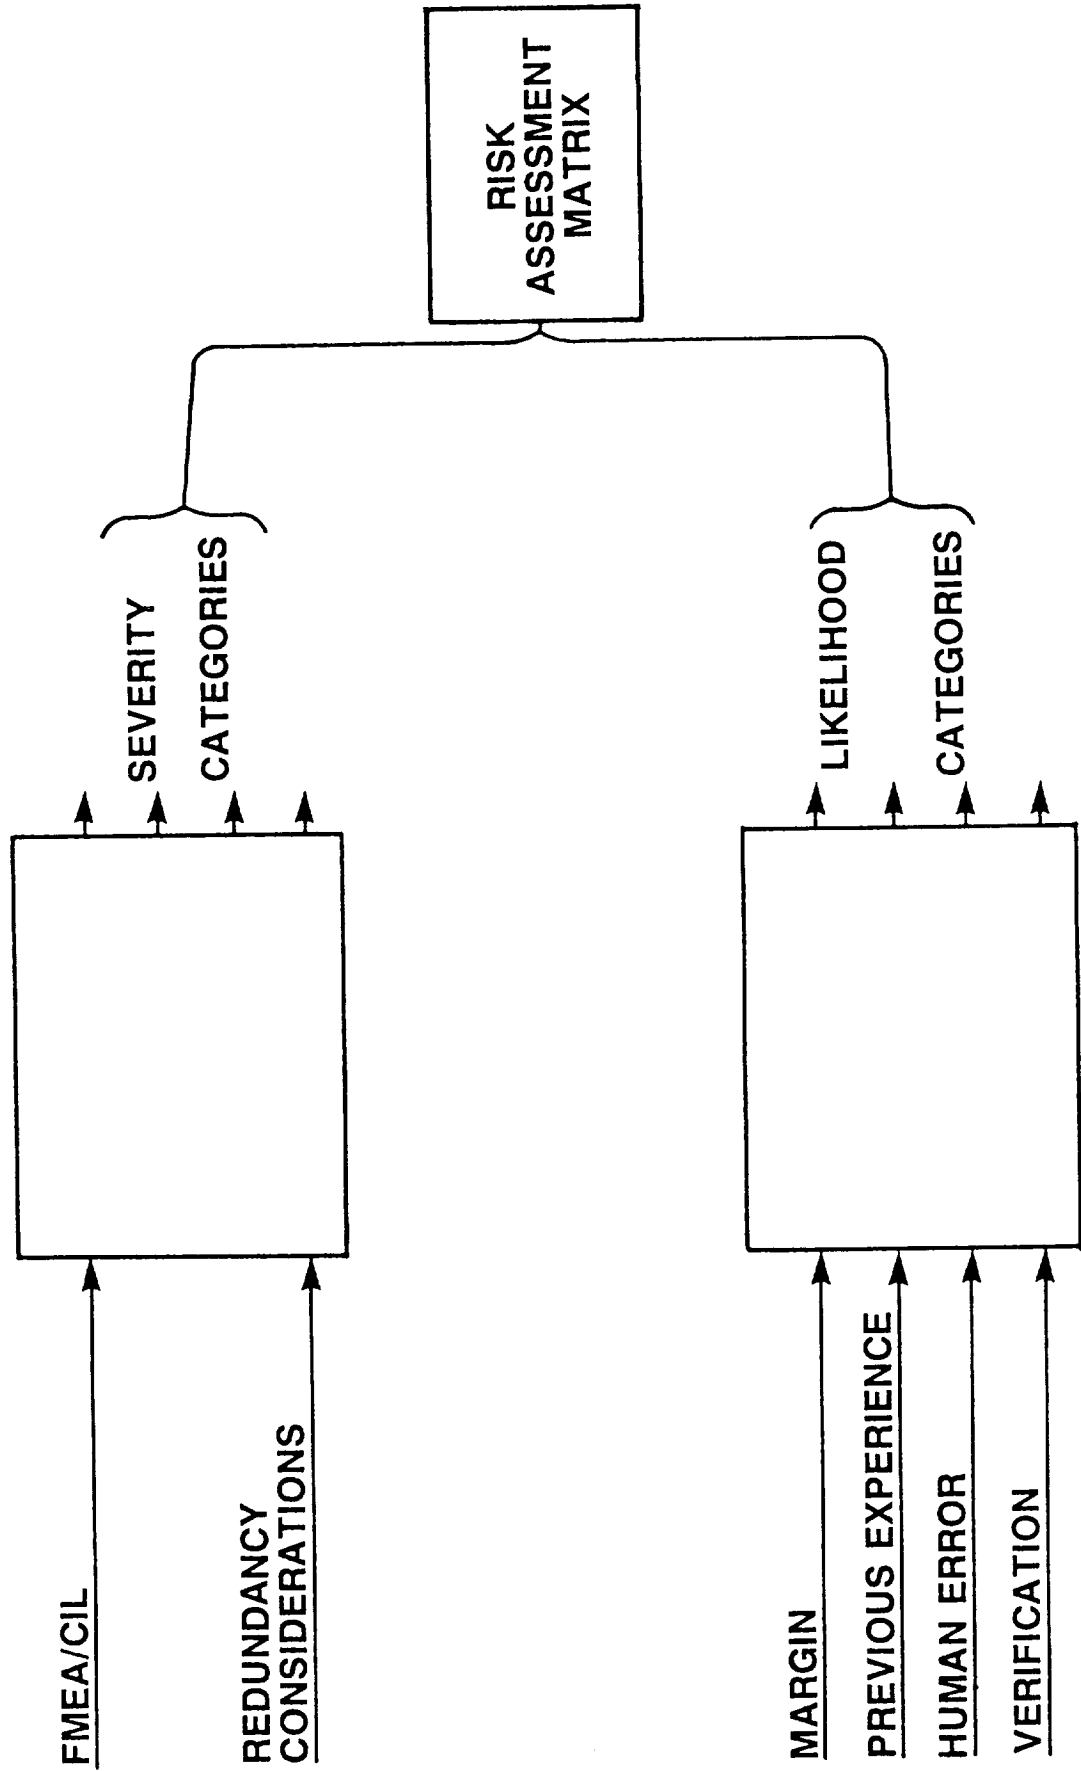 FMEA/CIL
REDUNDANCY
CONSIDERATIONS
SEVERITY
CATEGORIES
MARGIN
PREVIOUS EXPERIENCE
HUMAN ERROR
VERIFICATION
LIKELIHOOD
CATEGORIES
RISK
ASSESSMENT
MATRIX